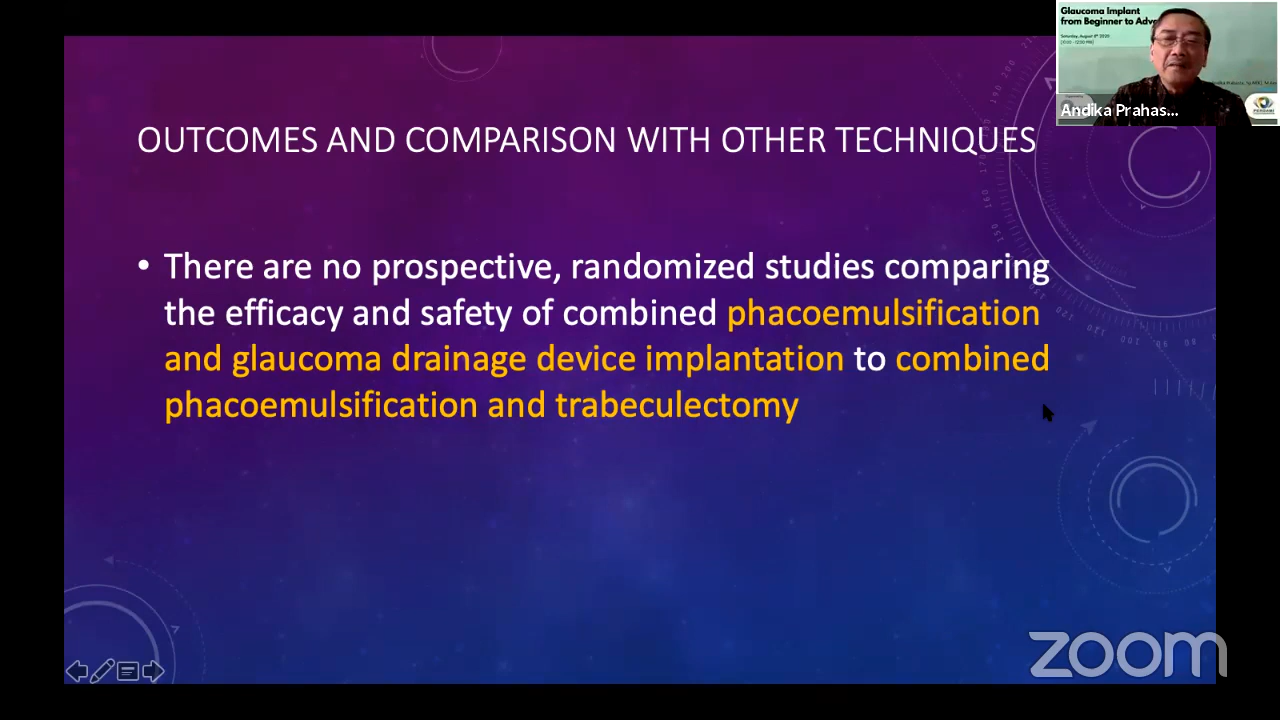 Glaucoma Implant
from Beginner to Adv
Saturday, August 8th 2020
Andika Prahas...
PERDAMI
OUTCOMES AND COMPARISON WITH OTHER TECHNIQUES
• There are no prospective, randomized studies comparing
the efficacy and safety of combined phacoemulsification
and glaucoma drainage device implantation to combined
phacoemulsification and trabeculectomy
zoom